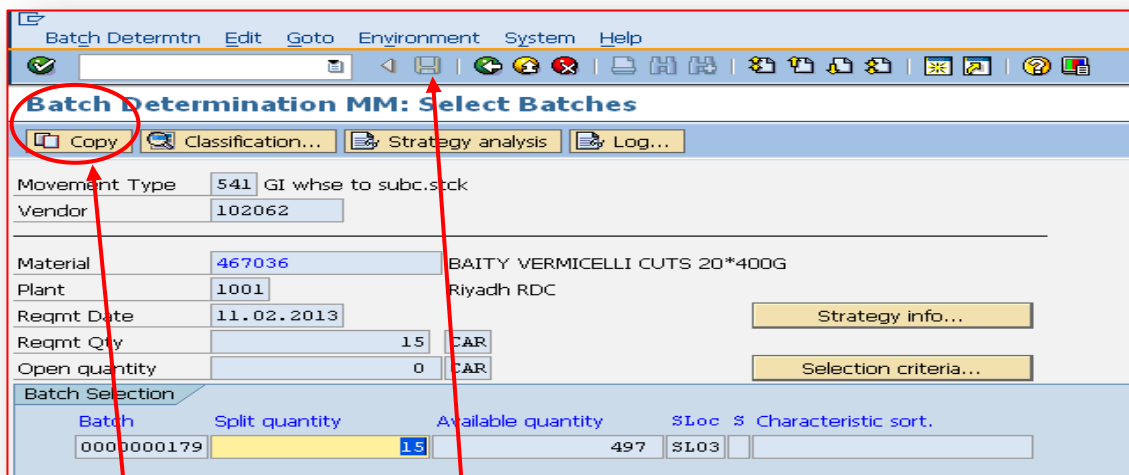 Batch Determtn Edit Goto Environment System Help
Batch Determination MM: Select Batches
Copy Classification... Strategy analysis Log...
Movement Type 541 GI whse to subc.stck
Vendor 102062
Material 467036 BAITY VERMICELLI CUTS 20*400G
Plant 1001 Riyadh RDC
Reqmt Date 11.02.2013 Strategy info...
Reqmt Qty 15 CAR
Open quantity 0 CAR Selection criteria...
Batch Selection
Batch Split quantity Available quantity SLoc S Characteristic sort.
0000000179 15 497 SL03